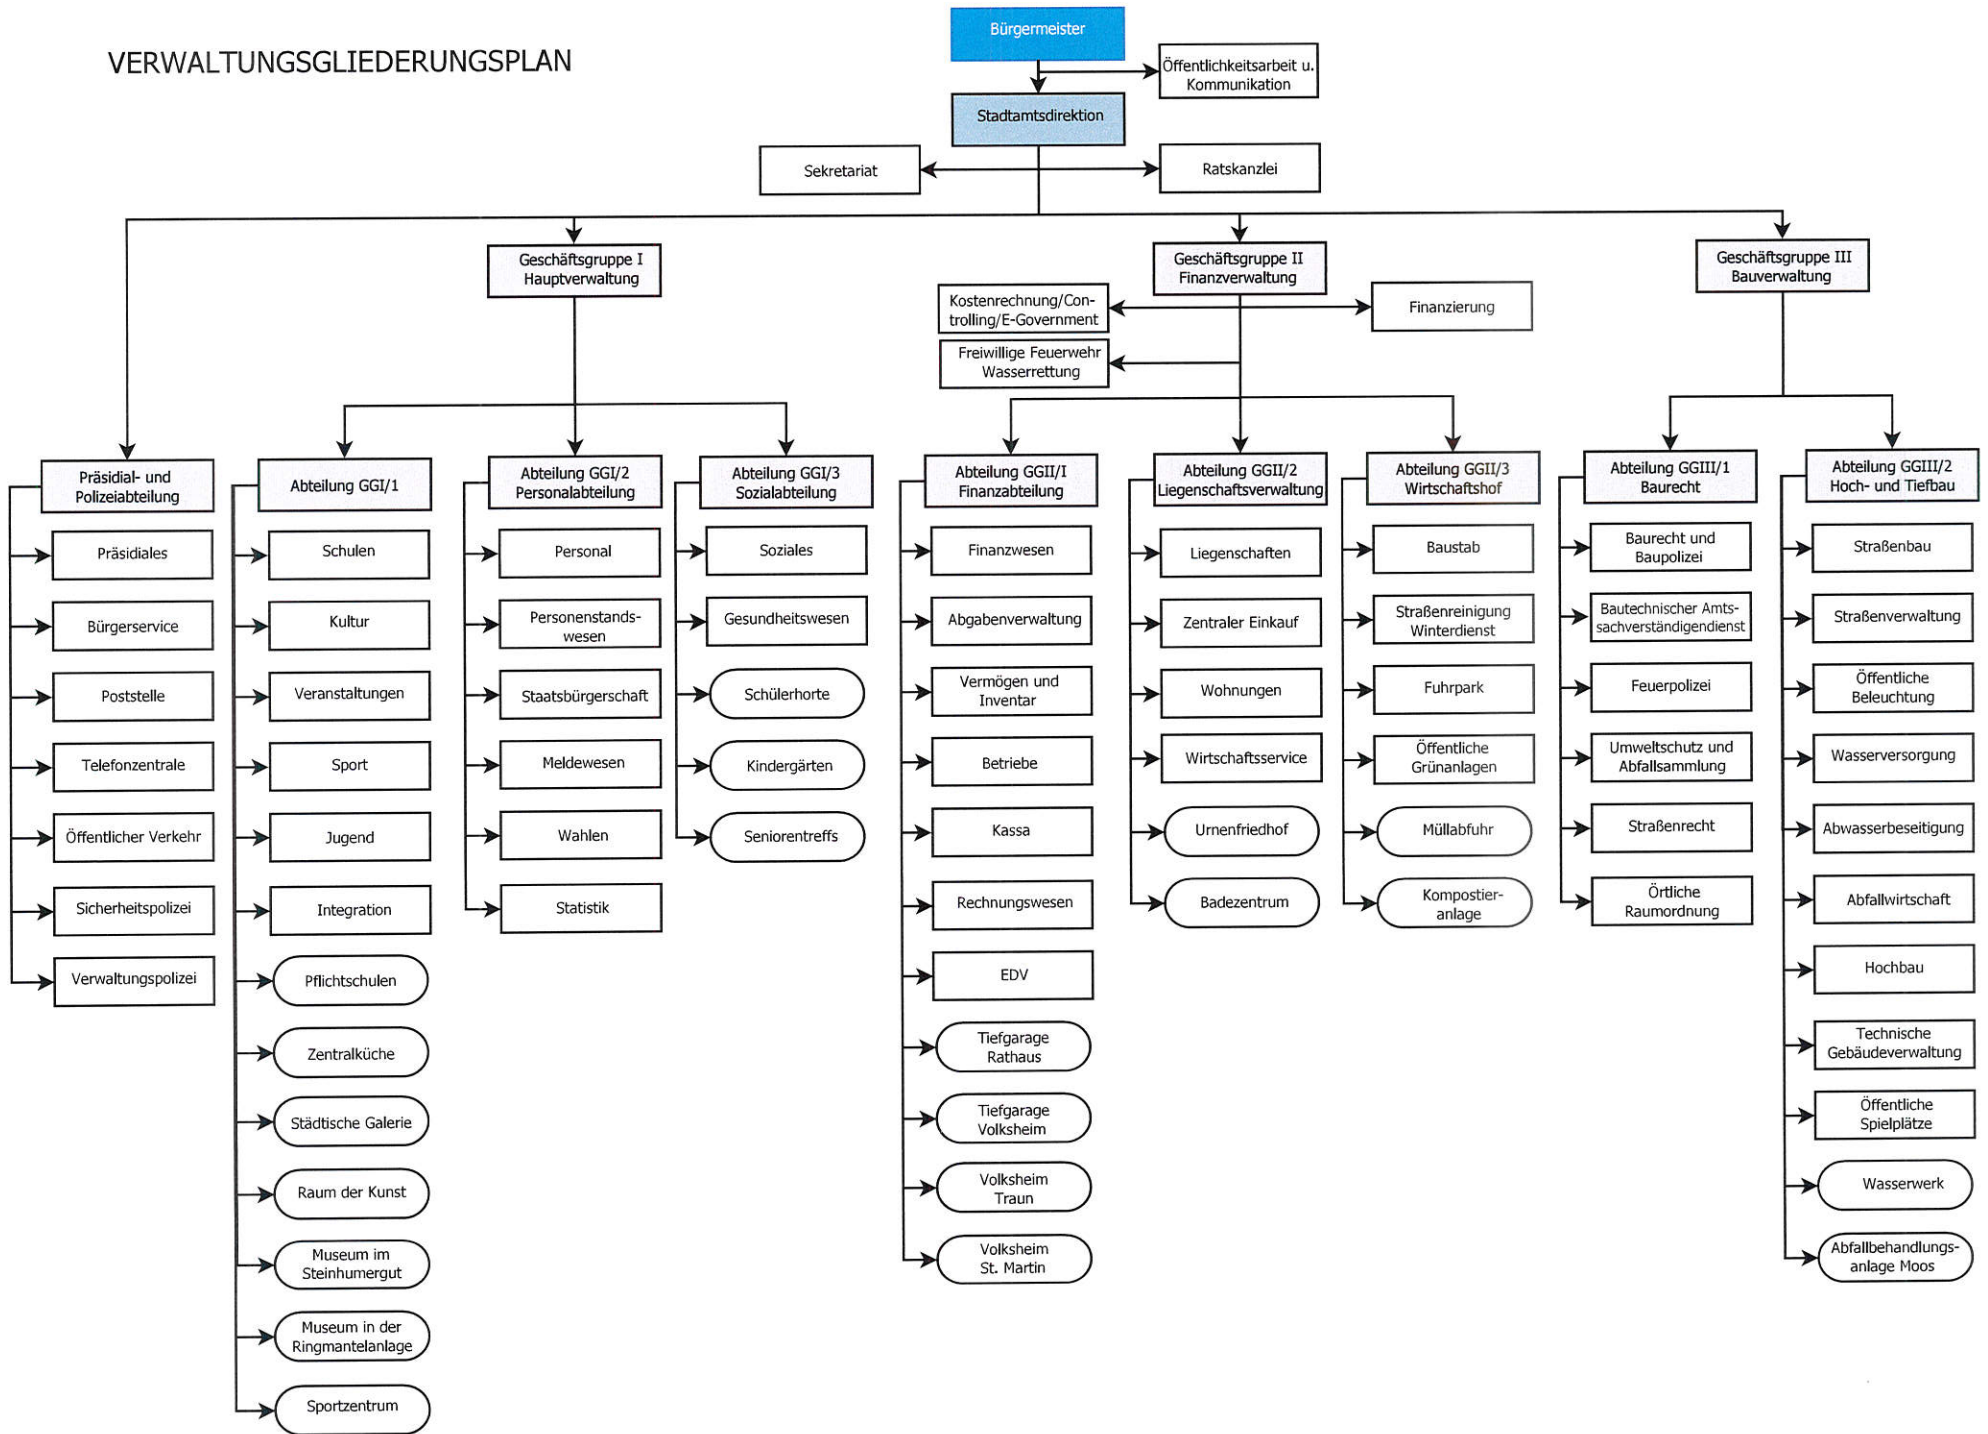 VERWALTUNGSGLIEDERUNGSPLAN
Bürgermeister
Öffentlichkeitsarbeit u.
Kommunikation
Stadtamtsdirektion
Sekretariat
Ratskanzlei
Geschäftsgruppe I
Hauptverwaltung
Geschäftsgruppe II
Finanzverwaltung
Geschäftsgruppe III
Bauverwaltung
Kostenrechnung/Con-
trolling/E-Government
Finanzierung
Freiwillige Feuerwehr
Wasserrettung
Präsidial- und
Polizeiabteilung
Präsidiales
Bürgerservice
Poststelle
Telefonzentrale
Öffentlicher Verkehr
Sicherheitspolizei
Verwaltungspolizei
Abteilung GGI/1
Schulen
Kultur
Veranstaltungen
Sport
Jugend
Integration
Pflichtschulen
Zentralküche
Städtische Galerie
Raum der Kunst
Museum im
Steinhumergut
Museum in der
Ringmantelanlage
Sportzentrum
Abteilung GGI/2
Personalabteilung
Personal
Personenstands-
wesen
Staatsbürgerschaft
Meldewesen
Wahlen
Statistik
Abteilung GGI/3
Sozialabteilung
Soziales
Gesundheitswesen
Schülerhorte
Kindergärten
Seniorentreffs
Abteilung GGII/I
Finanzabteilung
Finanzwesen
Abgabenverwaltung
Vermögen und
Inventar
Betriebe
Kassa
Rechnungswesen
EDV
Tiefgarage
Rathaus
Tiefgarage
Volksheim
Volksheim
Traun
Volksheim
St. Martin
Abteilung GGII/2
Liegenschaftsverwaltung
Liegenschaften
Zentraler Einkauf
Wohnungen
Wirtschaftsservice
Urnenfriedhof
Badezentrum
Abteilung GGII/3
Wirtschaftshof
Baustab
Straßenreinigung
Winterdienst
Fuhrpark
Öffentliche
Grünanlagen
Müllabfuhr
Kompostier-
anlage
Abteilung GGIII/1
Baurecht
Baurecht und
Baupolizei
Bautechnischer Amts-
sachverständigendienst
Feuerpolizei
Umweltschutz und
Abfallsammlung
Straßenrecht
Örtliche
Raumordnung
Abteilung GGIII/2
Hoch- und Tiefbau
Straßenbau
Straßenverwaltung
Öffentliche
Beleuchtung
Wasserversorgung
Abwasserbeseitigung
Abfallwirtschaft
Hochbau
Technische
Gebäudeverwaltung
Öffentliche
Spielplätze
Wasserwerk
Abfallbehandlungs-
anlage Moos